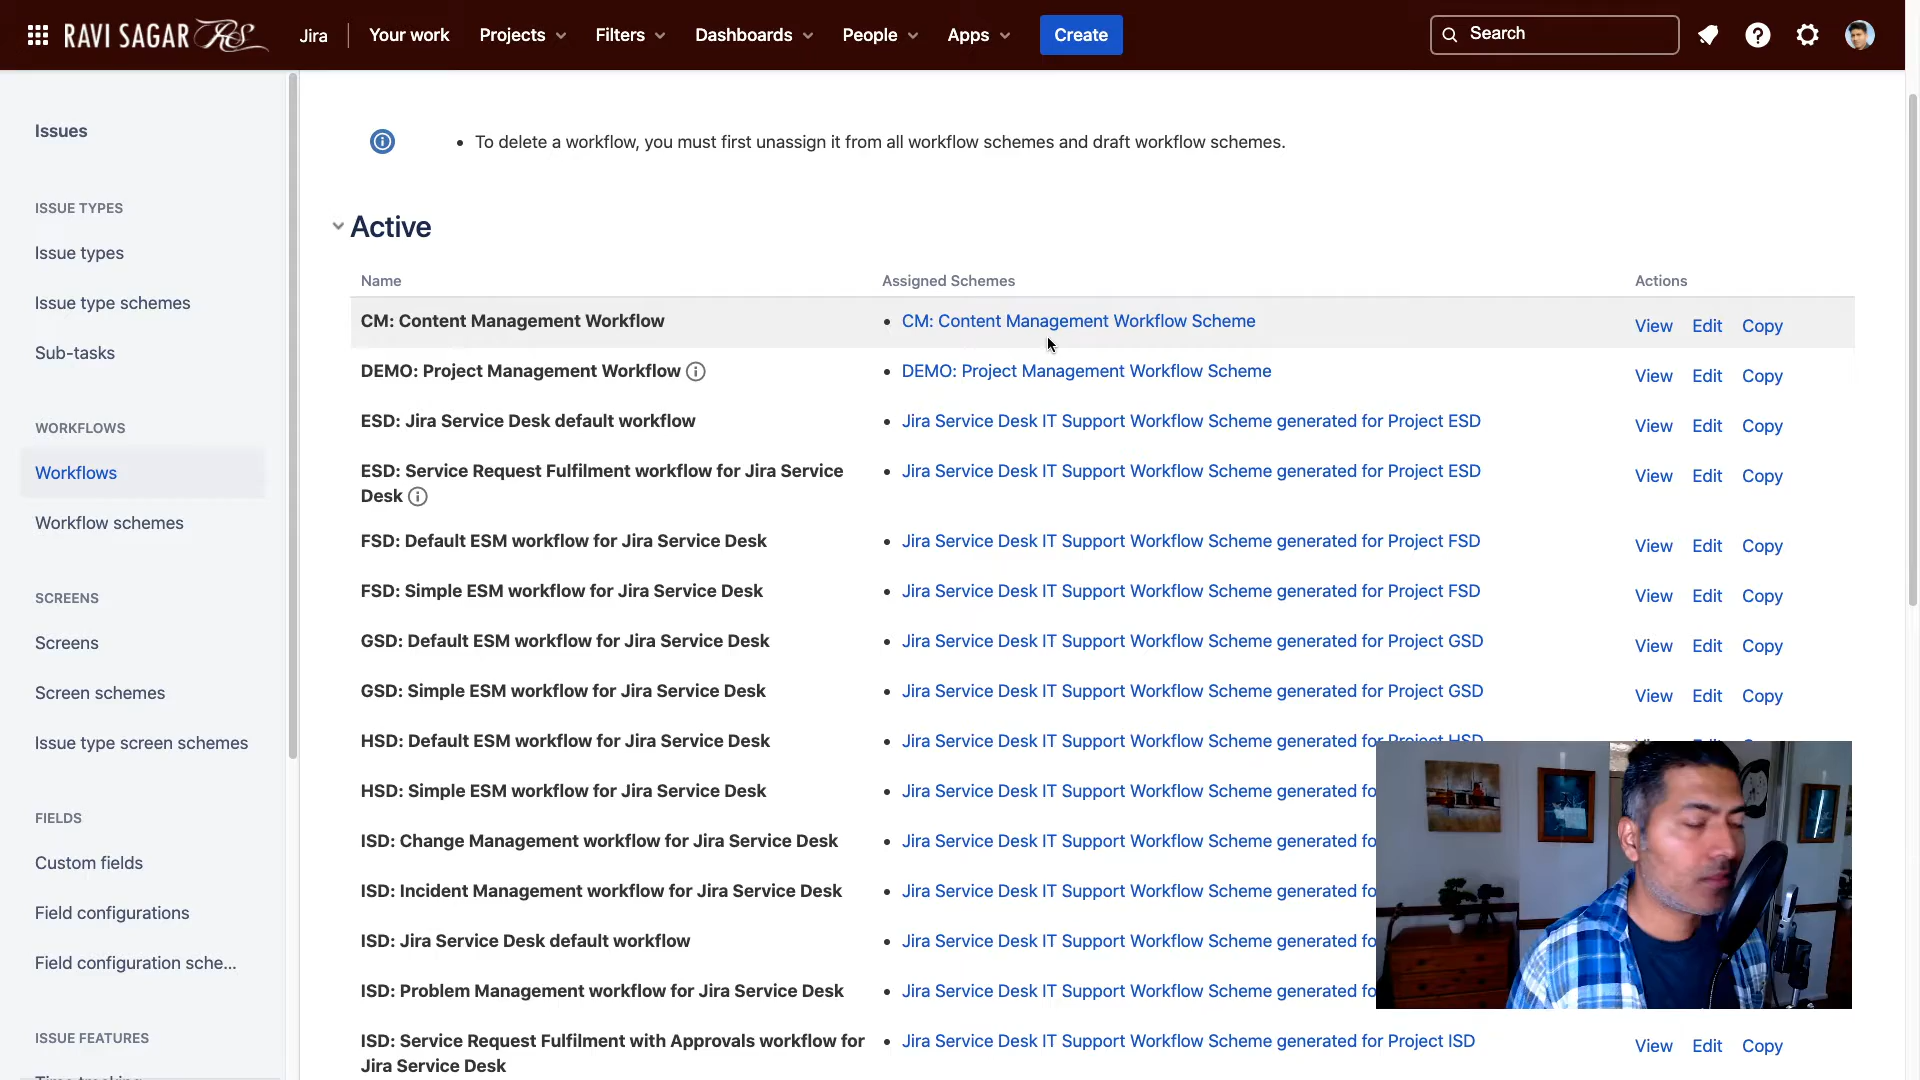 RAVI SAGAR RS Jira Your work Projects Filters Dashboards People Apps Create Search
Issues
ISSUE TYPES
Issue types
Issue type schemes
Sub-tasks
WORKFLOWS
Workflows
Workflow schemes
SCREENS
Screens
Screen schemes
Issue type screen schemes
FIELDS
Custom fields
Field configurations
Field configuration sche...
ISSUE FEATURES
• To delete a workflow, you must first unassign it from all workflow schemes and draft workflow schemes.
Active
Name Assigned Schemes Actions
CM: Content Management Workflow • CM: Content Management Workflow Scheme View Edit Copy
DEMO: Project Management Workflow • DEMO: Project Management Workflow Scheme View Edit Copy
ESD: Jira Service Desk default workflow • Jira Service Desk IT Support Workflow Scheme generated for Project ESD View Edit Copy
ESD: Service Request Fulfilment workflow for Jira Service • Jira Service Desk IT Support Workflow Scheme generated for Project ESD View Edit Copy
Desk
FSD: Default ESM workflow for Jira Service Desk • Jira Service Desk IT Support Workflow Scheme generated for Project FSD View Edit Copy
FSD: Simple ESM workflow for Jira Service Desk • Jira Service Desk IT Support Workflow Scheme generated for Project FSD View Edit Copy
GSD: Default ESM workflow for Jira Service Desk • Jira Service Desk IT Support Workflow Scheme generated for Project GSD View Edit Copy
GSD: Simple ESM workflow for Jira Service Desk • Jira Service Desk IT Support Workflow Scheme generated for Project GSD View Edit Copy
HSD: Default ESM workflow for Jira Service Desk • Jira Service Desk IT Support Workflow Scheme generated for Project HSD
HSD: Simple ESM workflow for Jira Service Desk • Jira Service Desk IT Support Workflow Scheme generated fo
ISD: Change Management workflow for Jira Service Desk • Jira Service Desk IT Support Workflow Scheme generated fo
ISD: Incident Management workflow for Jira Service Desk • Jira Service Desk IT Support Workflow Scheme generated fo
ISD: Jira Service Desk default workflow • Jira Service Desk IT Support Workflow Scheme generated fo
ISD: Problem Management workflow for Jira Service Desk • Jira Service Desk IT Support Workflow Scheme generated fo
ISD: Service Request Fulfilment with Approvals workflow for • Jira Service Desk IT Support Workflow Scheme generated for Project ISD View Edit Copy
Jira Service Desk